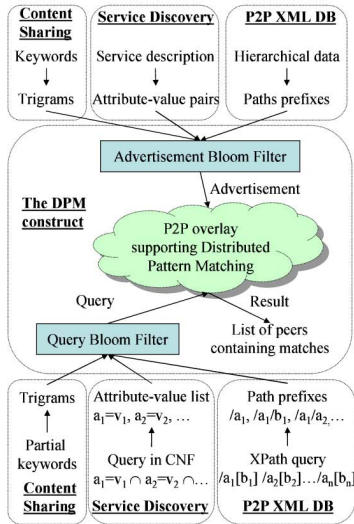 Content
Sharing
Keywords
Trigrams
Service Discovery
Service description
Attribute-value pairs
P2P XML DB
Hierarchical data
Paths prefixes
Advertisement Bloom Filter
Advertisement
The DPM
construct
P2P overlay
supporting Distributed
Pattern Matching
Query
Result
Query Bloom Filter
List of peers
containing matches
Trigrams
Partial
keywords
Content
Sharing
Attribute-value list
a₁=v₁, a₂=v₂, …
Query in CNF
a₁=v₁ ∩ a₂=v₂ ∩…
Service Discovery
Path prefixes
/a₁, /a₁/b₁, /a₁/a₂,…
XPath query
/a₁[b₁] /a₂[b₂]…/aₙ[bₙ]
P2P XML DB